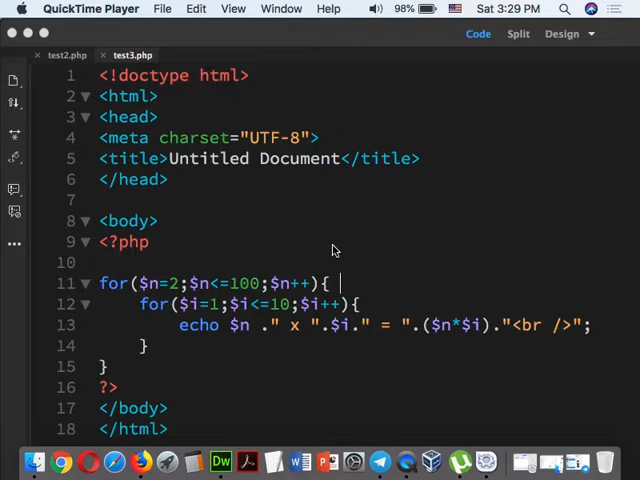 QuickTime Player File Edit View Window Help 98% Sat 3:29 PM
Code Split Design
test2.php test3.php
1 <!doctype html>
2 <html>
3 <head>
4 <meta charset="UTF-8">
5 <title>Untitled Document</title>
6 </head>
7
8 <body>
9 <?php
10
11 for($n=2;$n<=100;$n++){
12 for($i=1;$i<=10;$i++){
13 echo $n ." x ".$i." = ".($n*$i)."<br />";
14 }
15 }
16 ?>
17 </body>
18 </html>
Dw